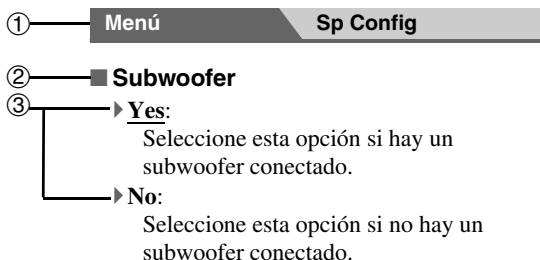 ① Menú Sp Config
② ■ Subwoofer
③ Yes:
Seleccione esta opción si hay un
subwoofer conectado.
No:
Seleccione esta opción si no hay un
subwoofer conectado.